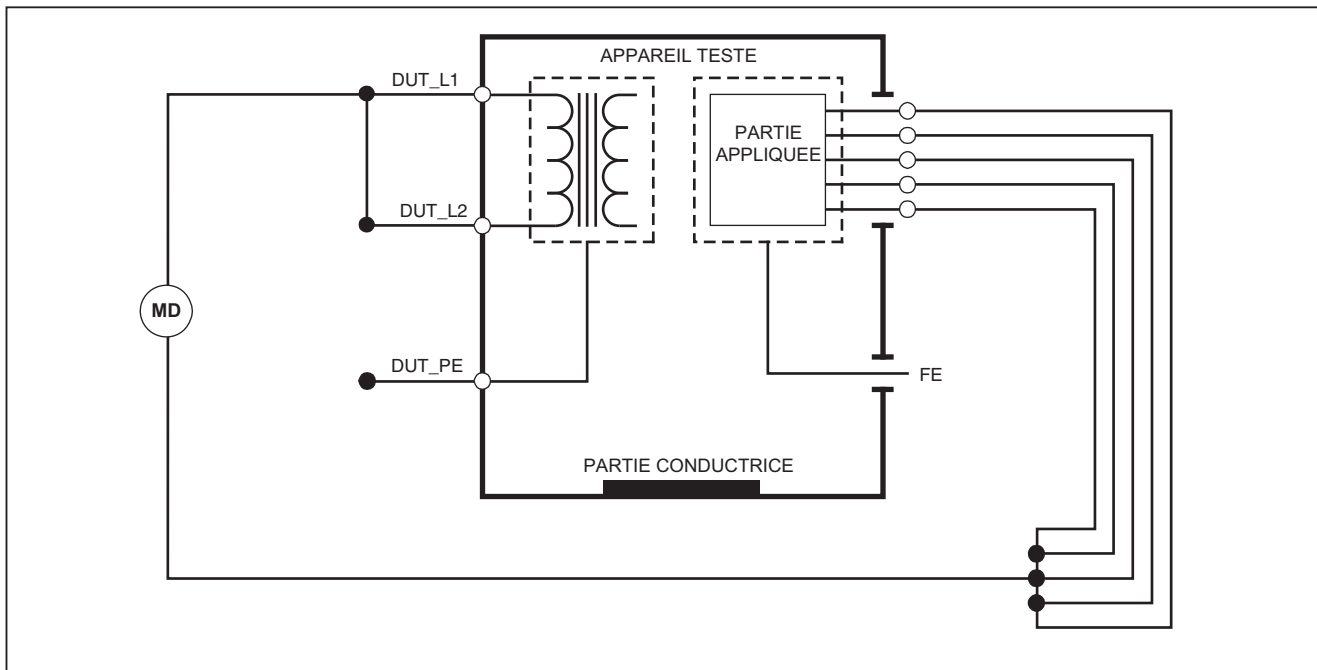 APPAREIL TESTE
DUT_L1
PARTIE
APPLIQUEE
DUT_L2
MD
DUT_PE
FE
PARTIE CONDUCTRICE